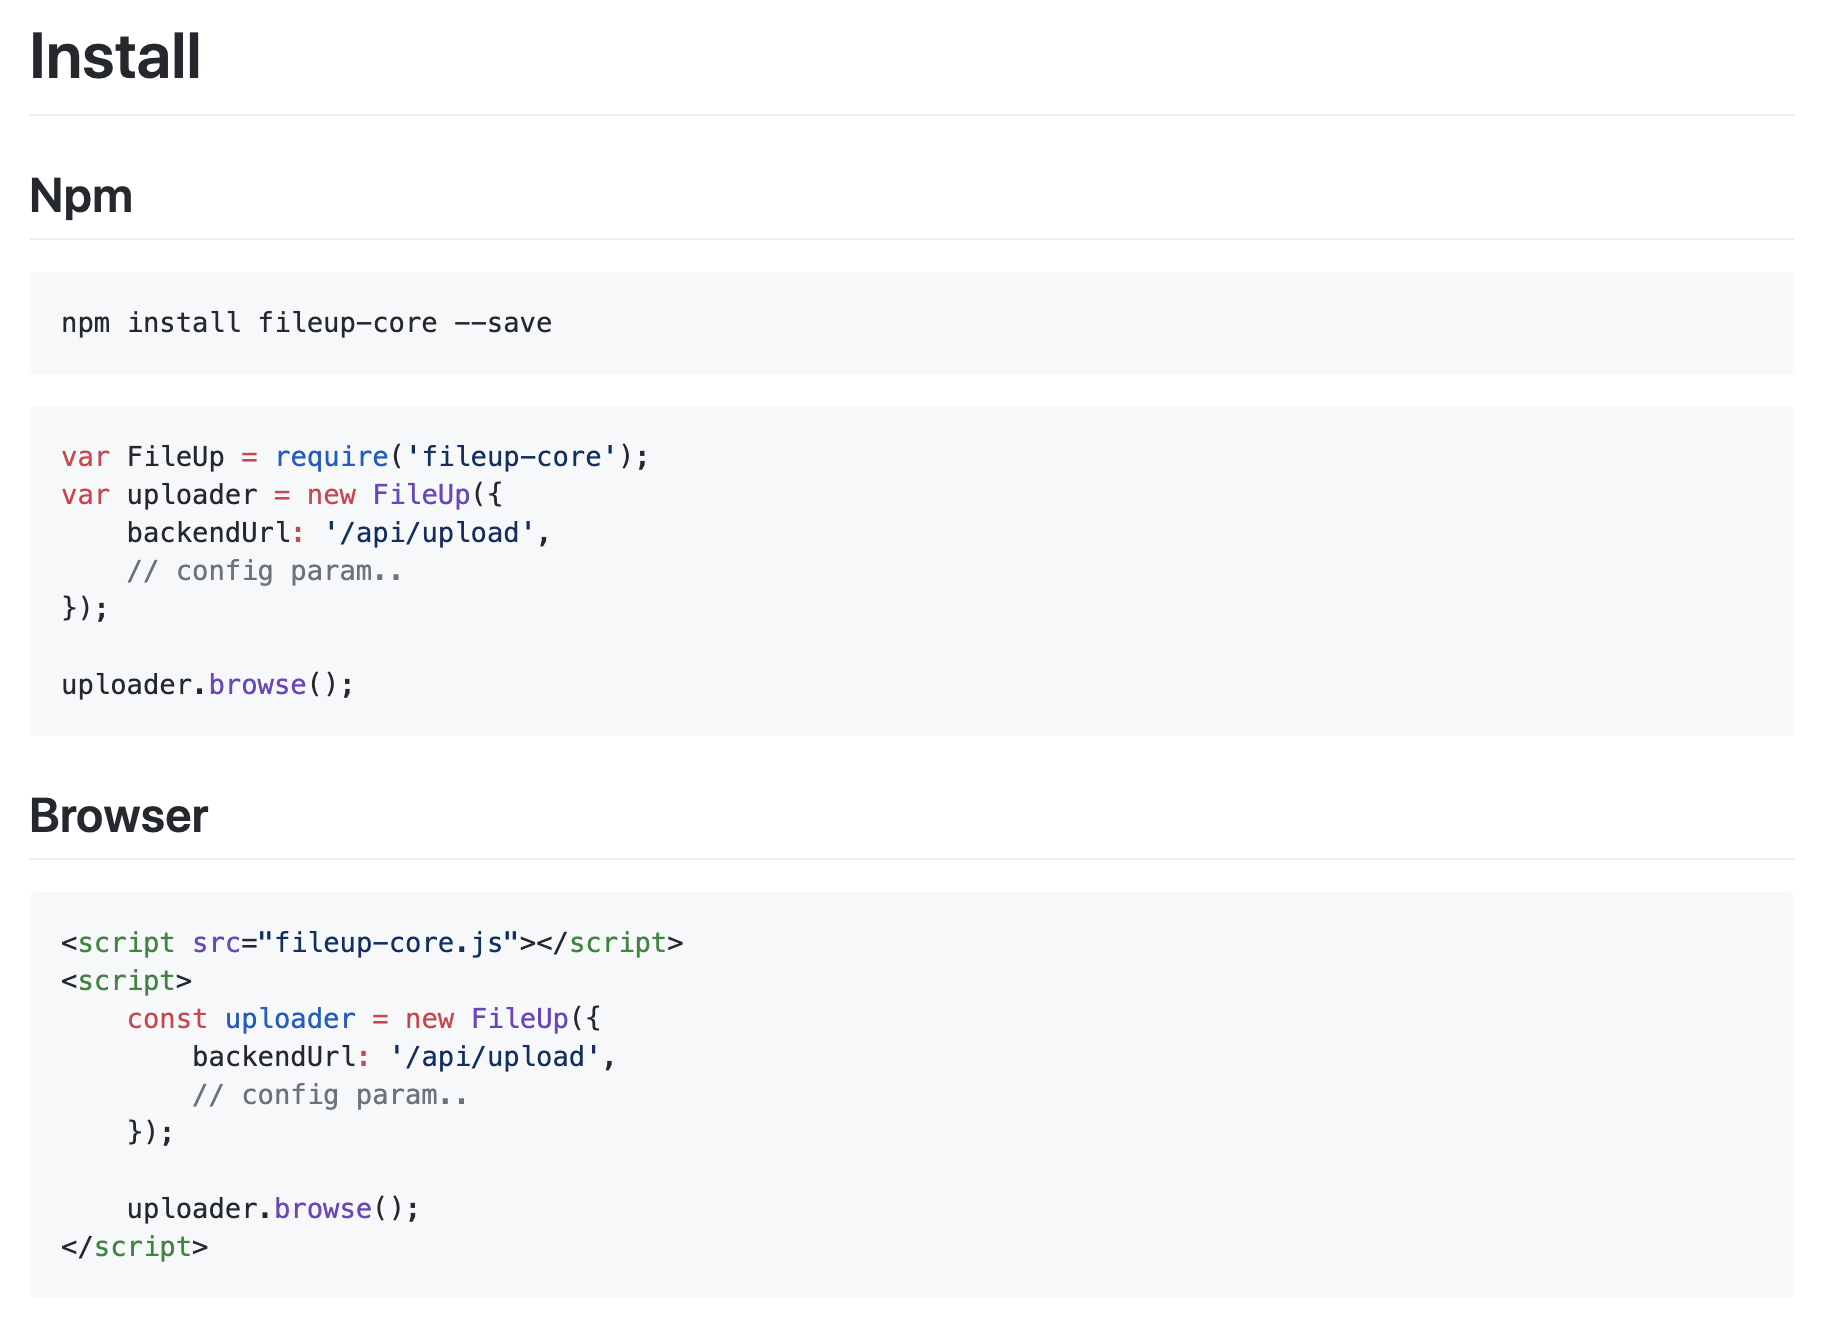 Install
Npm
npm install fileup-core --save
var FileUp = require('fileup-core');
var uploader = new FileUp({
    backendUrl: '/api/upload',
    // config param..
});
uploader.browse();
Browser
<script src="fileup-core.js"></script>
<script>
    const uploader = new FileUp({
        backendUrl: '/api/upload',
        // config param..
    });
    uploader.browse();
</script>